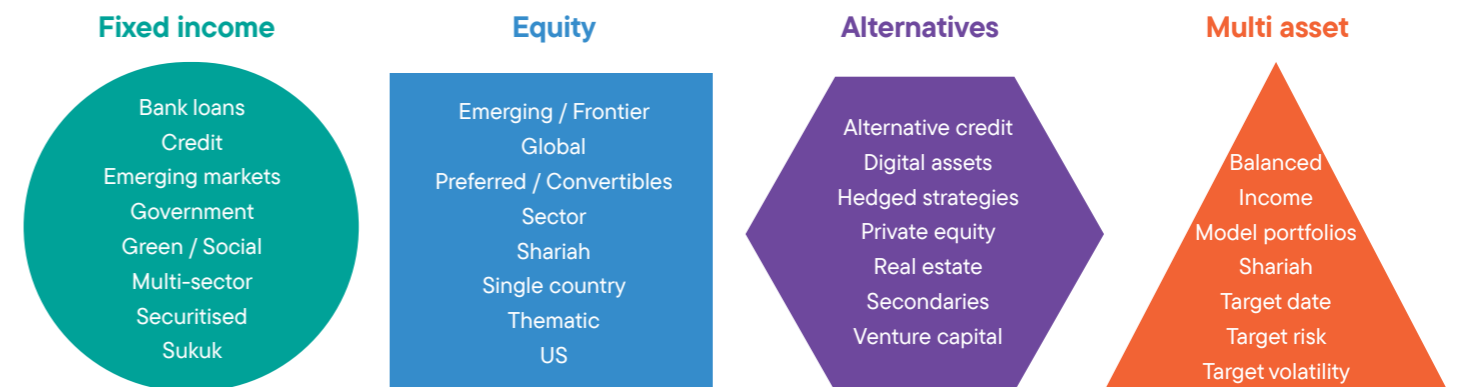 Fixed income
Bank loans
Credit
Emerging markets
Government
Green / Social
Multi-sector
Securitised
Sukuk
Equity
Emerging / Frontier
Global
Preferred / Convertibles
Sector
Shariah
Single country
Thematic
US
Alternatives
Alternative credit
Digital assets
Hedged strategies
Private equity
Real estate
Secondaries
Venture capital
Multi asset
Balanced
Income
Model portfolios
Shariah
Target date
Target risk
Target volatility